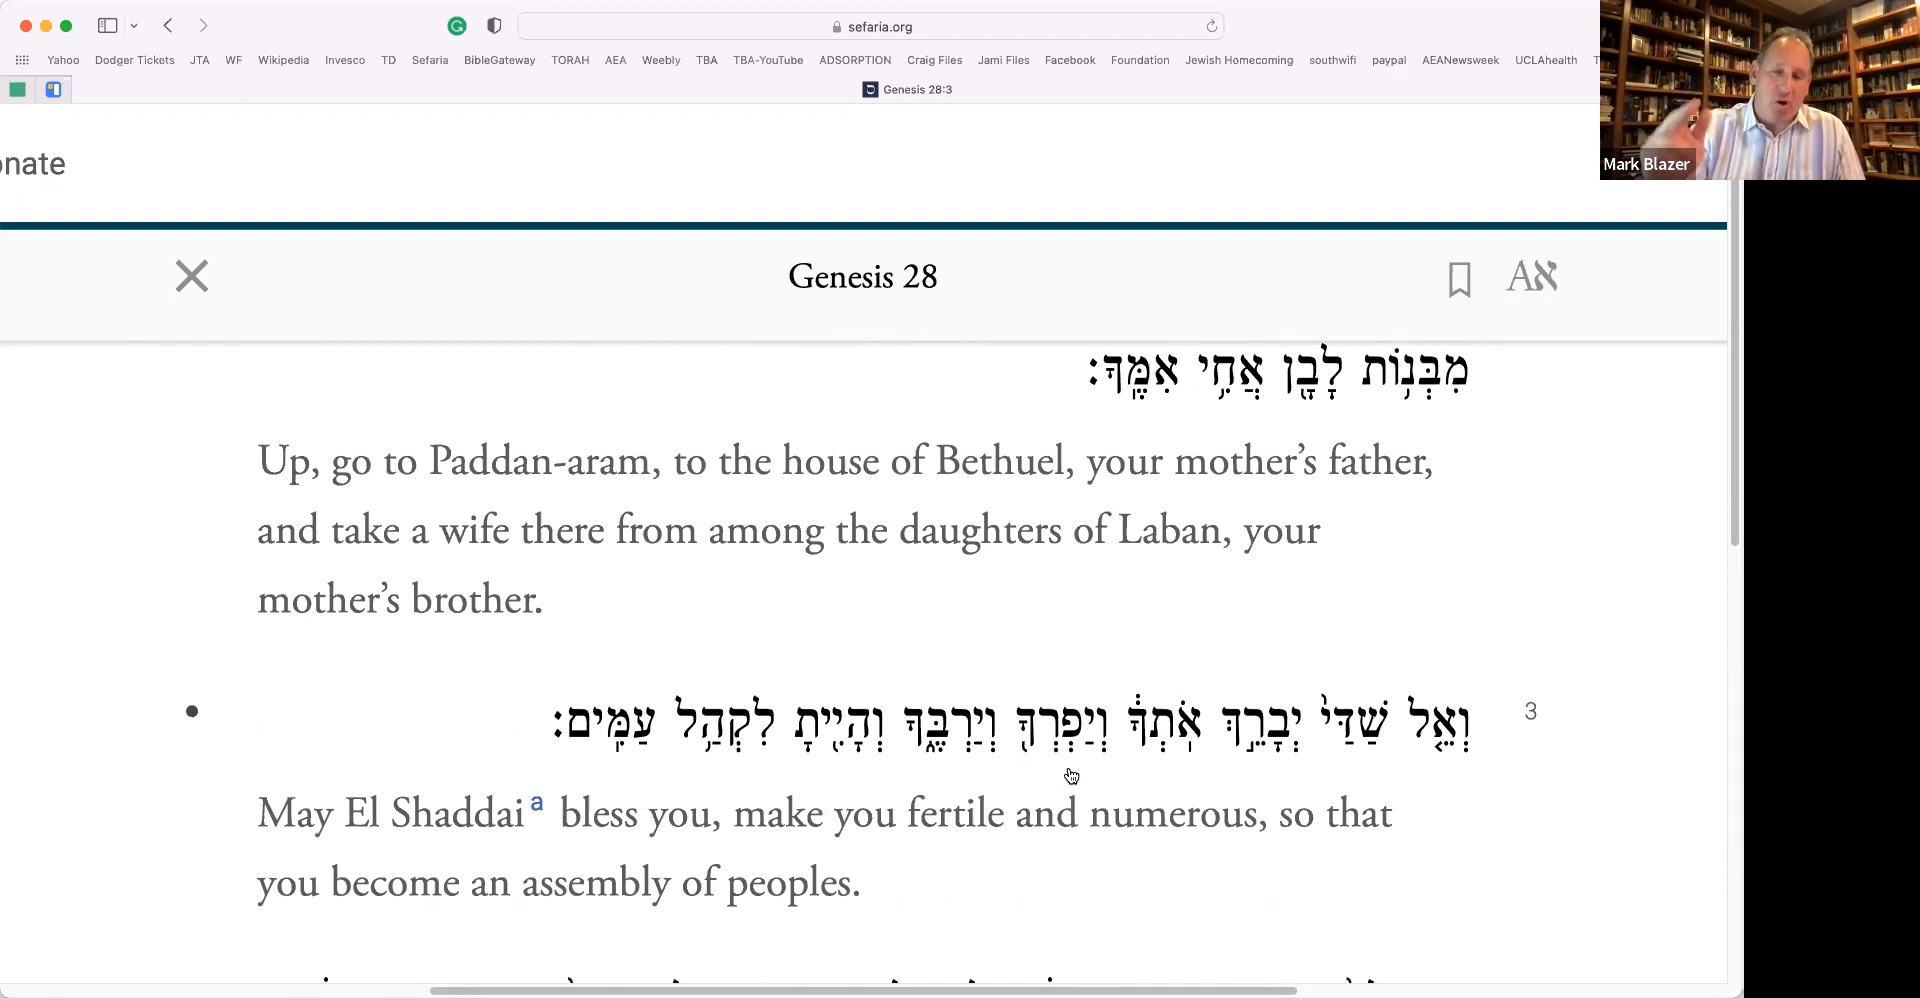 sefaria.org
Yahoo Dodger Tickets JTA WF Wikipedia Invesco TD Sefaria BibleGateway TORAH AEA Weebly TBA TBA-YouTube ADSORPTION Craig Files Jami Files Facebook Foundation Jewish Homecoming southwifi paypal AEANewsweek UCLAhealth
Genesis 28:3
Mark Blazer
onate
Genesis 28
Aא
מִבְּנ֥וֹת לָבָ֖ן אֲחִ֥י אִמֶּֽךָ׃
Up, go to Paddan-aram, to the house of Bethuel, your mother’s father,
and take a wife there from among the daughters of Laban, your
mother’s brother.
3
וְאֵ֤ל שַׁדַּי֙ יְבָרֵ֣ךְ אֹֽתְךָ֔ וְיַפְרְךָ֖ וְיַרְבֶּ֑ךָ וְהָיִ֖יתָ לִקְהַ֥ל עַמִּֽים׃
May El Shaddai a bless you, make you fertile and numerous, so that
you become an assembly of peoples.